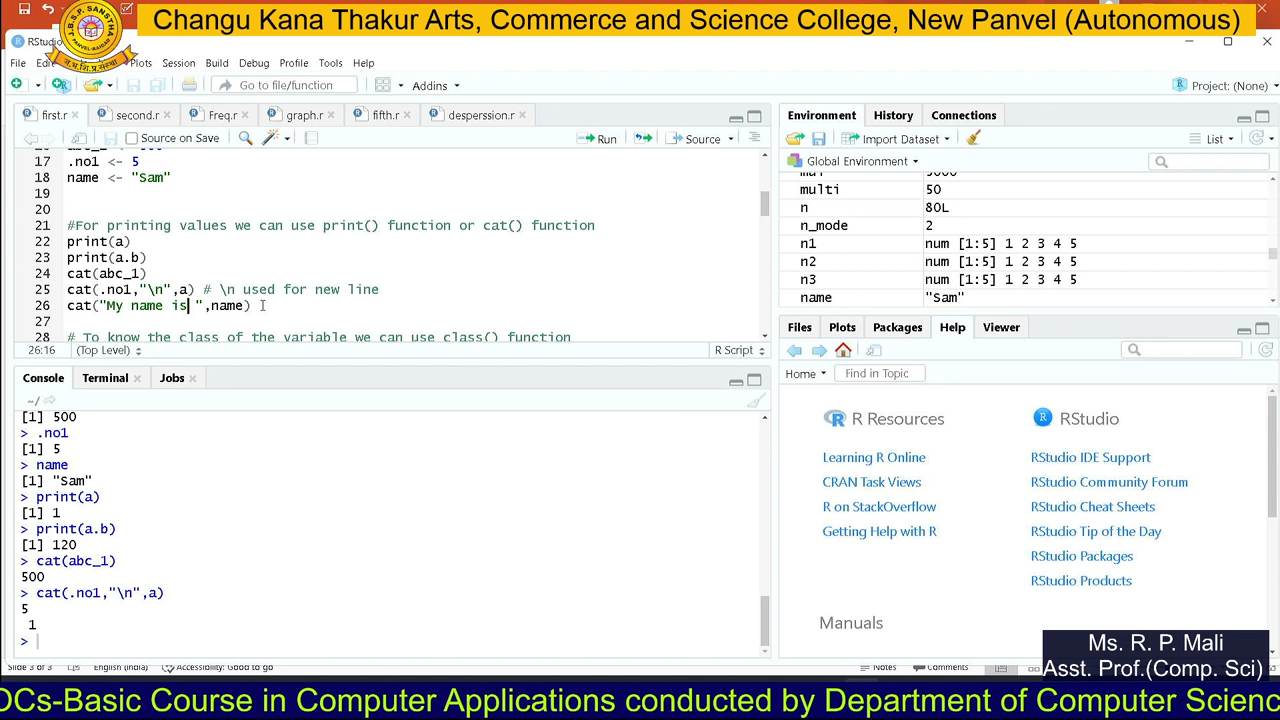 Changu Kana Thakur Arts, Commerce and Science College, New Panvel (Autonomous)
RStudio
File Plots Session Build Debug Profile Tools Help
Go to file/function Addins Project: (None)
first.r second.r Freq.r graph.r fifth.r desperssion.r
Source on Save Run Source
17 .no1 <- 5
18 name <- "Sam"
19
20
21 #For printing values we can use print() function or cat() function
22 print(a)
23 print(a.b)
24 cat(abc_1)
25 cat(.no1,"\n",a) # \n used for new line
26 cat("My name is ",name)
27
28 # To know the class of the variable we can use class() function
26:16 (Top Level) R Script
Console Terminal Jobs
~/
[1] 500
> .no1
[1] 5
> name
[1] "Sam"
> print(a)
[1] 1
> print(a.b)
[1] 120
> cat(abc_1)
500
> cat(.no1,"\n",a)
5
1
>
Environment History Connections
Import Dataset List
Global Environment
multi 50
n 80L
n_mode 2
n1 num [1:5] 1 2 3 4 5
n2 num [1:5] 1 2 3 4 5
n3 num [1:5] 1 2 3 4 5
name "Sam"
Files Plots Packages Help Viewer
Home Find in Topic
R Resources
Learning R Online
CRAN Task Views
R on StackOverflow
Getting Help with R
RStudio
RStudio IDE Support
RStudio Community Forum
RStudio Cheat Sheets
RStudio Tip of the Day
RStudio Packages
RStudio Products
Manuals
Slide 3 of 3 English (India) Accessibility: Good to go Notes Comments
Ms. R. P. Mali
Asst. Prof.(Comp. Sci)
OCs-Basic Course in Computer Applications conducted by Department of Computer Scienc